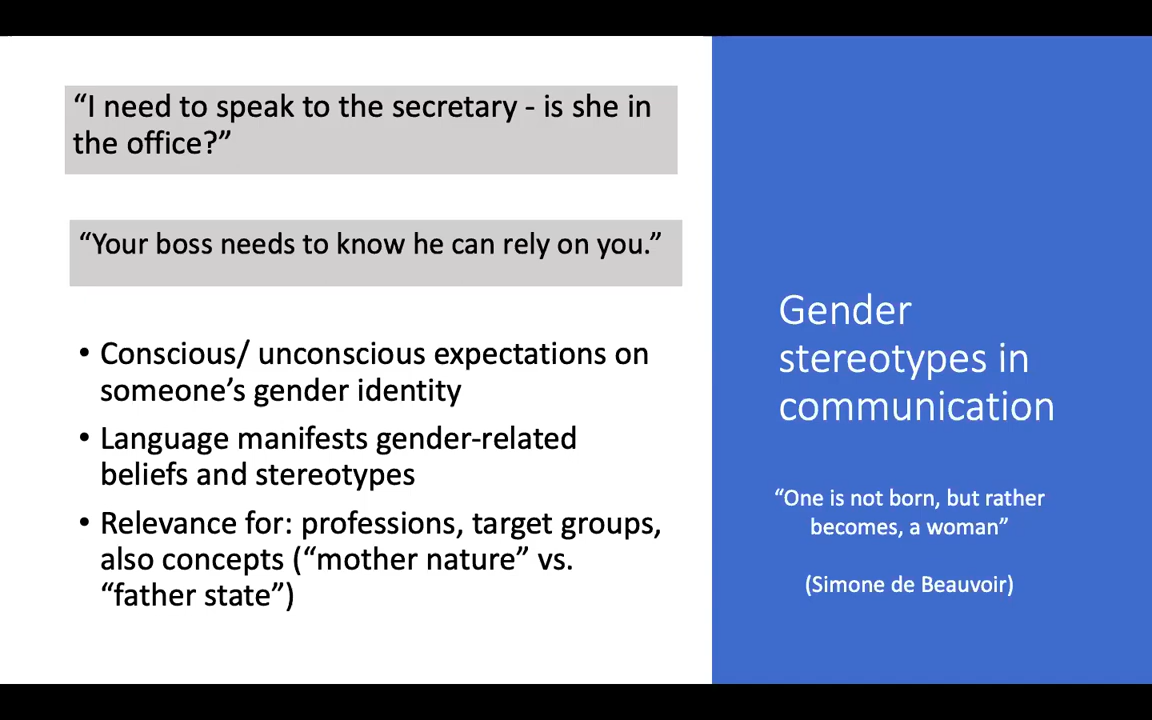 “I need to speak to the secretary - is she in
the office?”
“Your boss needs to know he can rely on you.”
• Conscious/ unconscious expectations on
someone’s gender identity
• Language manifests gender-related
beliefs and stereotypes
• Relevance for: professions, target groups,
also concepts (“mother nature” vs.
“father state”)
Gender
stereotypes in
communication
“One is not born, but rather
becomes, a woman”
(Simone de Beauvoir)